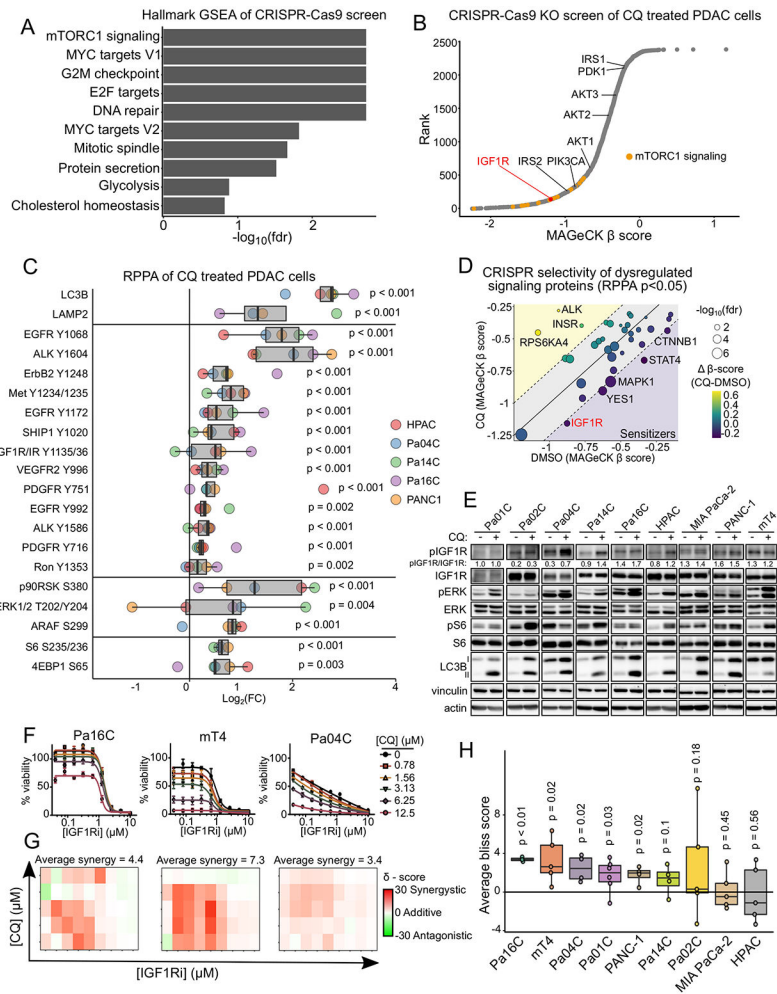 A
Hallmark GSEA of CRISPR-Cas9 screen
mTORC1 signaling
MYC targets V1
G2M checkpoint
E2F targets
DNA repair
MYC targets V2
Mitotic spindle
Protein secretion
Glycolysis
Cholesterol homeostasis
0 1 2
-log10(fdr)
B
CRISPR-Cas9 KO screen of CQ treated PDAC cells
Rank
2500
2000
1500
1000
500
0
IRS1
PDK1
AKT3
AKT2
AKT1
IGF1R
IRS2 PIK3CA
mTORC1 signaling
-2 -1 0 1
MAGeCK β score
C
RPPA of CQ treated PDAC cells
LC3B p < 0.001
LAMP2 p < 0.001
EGFR Y1068 p < 0.001
ALK Y1604 p < 0.001
ErbB2 Y1248 p < 0.001
Met Y1234/1235 p < 0.001
EGFR Y1172 p < 0.001
SHIP1 Y1020 p < 0.001
GF1R/IR Y1135/36 p < 0.001
VEGFR2 Y996 p < 0.001
PDGFR Y751 p < 0.001
EGFR Y992 p = 0.002
ALK Y1586 p < 0.001
PDGFR Y716 p < 0.001
Ron Y1353 p = 0.002
p90RSK S380 p < 0.001
ERK1/2 T202/Y204 p = 0.004
ARAF S299 p < 0.001
S6 S235/236 p < 0.001
4EBP1 S65 p = 0.003
0 2 4
Log2(FC)
HPAC
Pa04C
Pa14C
Pa16C
PANC1
D
CRISPR selectivity of dysregulated
signaling proteins (RPPA p<0.05)
CQ (MAGeCK β score)
-0.25
-0.5
-0.75
-1
-1.25
ALK
INSR
RPS6KA4
CTNNB1
STAT4
MAPK1
YES1
IGF1R
Sensitizers
-1 -0.75 -0.5 -0.25
DMSO (MAGeCK β score)
-log10(fdr)
2
4
6
Δ β-score
(CQ-DMSO)
0.6
0.4
0.2
0.0
-0.2
E
Pa01C Pa02C Pa04C Pa14C Pa16C HPAC MIA PaCa-2 PANC-1 mT4
CQ: - + - + - + - + - + - + - + - + - +
pIGF1R
pIGF1R/IGF1R: 1.0 1.0 0.2 0.3 0.3 0.7 0.9 1.4 1.4 1.7 0.8 1.2 1.3 1.4 1.6 1.5 1.3 1.2
IGF1R
pERK
ERK
pS6
S6
LC3B I
II
vinculin
actin
F
Pa16C mT4 Pa04C
% viability
100
50
0
.1 1 10
[IGF1Ri] (μM)
% viability
100
50
0
.1 1 10
[IGF1Ri] (μM)
% viability
100
50
0
.1 1 10
[IGF1Ri] (μM)
[CQ] (μM)
0
0.78
1.56
3.13
6.25
12.5
G
Average synergy = 4.4 Average synergy = 7.3 Average synergy = 3.4
[CQ] (μM)
[IGF1Ri] (μM)
δ - score
30 Synergystic
0 Additive
-30 Antagonistic
H
Average bliss score
8
4
0
-4
p < 0.01
p = 0.02
p = 0.02
p = 0.03
p = 0.02
p = 0.1
p = 0.18
p = 0.45
p = 0.56
Pa16C
mT4
Pa04C
Pa01C
PANC-1
Pa14C
Pa02C
MIA PaCa-2
HPAC